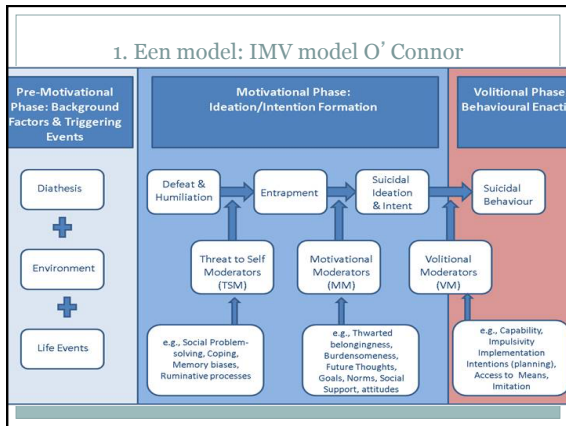 1. Een model: IMV model O' Connor
Pre-Motivational
Phase: Background
Factors & Triggering
Events
Diathesis
Environment
Life Events
Motivational Phase:
Ideation/Intention Formation
Defeat &
Humiliation
Entrapment
Suicidal
Ideation
& Intent
Threat to Self
Moderators
(TSM)
Motivational
Moderators
(MM)
Volitional
Moderators
(VM)
e.g., Social Problem-
solving, Coping,
Memory biases,
Ruminative processes
e.g., Thwarted
belongingness,
Burdensomeness,
Future Thoughts,
Goals, Norms, Social
Support, attitudes
Volitional Phase
Behavioural Enacti
Suicidal
Behaviour
e.g., Capability,
Impulsivity
Implementation
Intentions (planning),
Access to Means,
Imitation